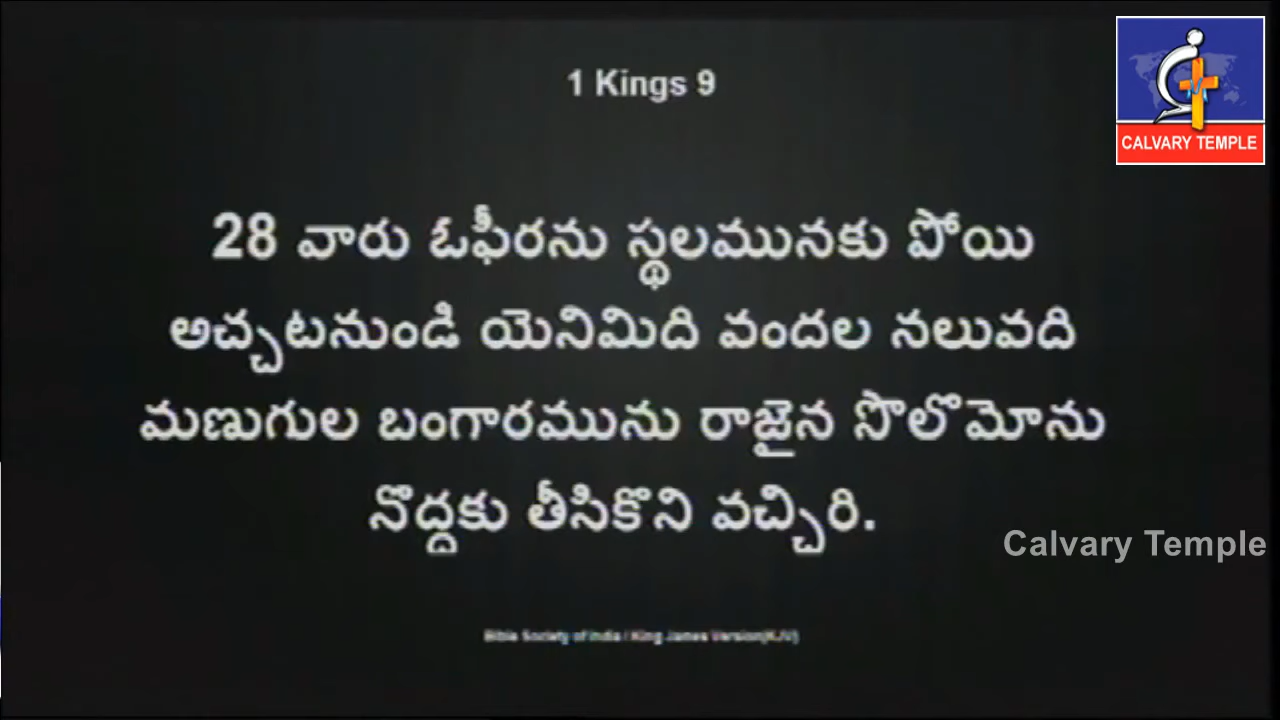 1 Kings 9
CALVARY TEMPLE
28 వారు ఓఫీరను స్థలమునకు పోయి
అచ్చటనుండి యెనిమిది వందల నలువది
మణుగుల బంగారమును రాజైన సొలొమోను
నొద్దకు తీసికొని వచ్చిరి.
Calvary Temple
Bible Society of India / King James Version(KJV)